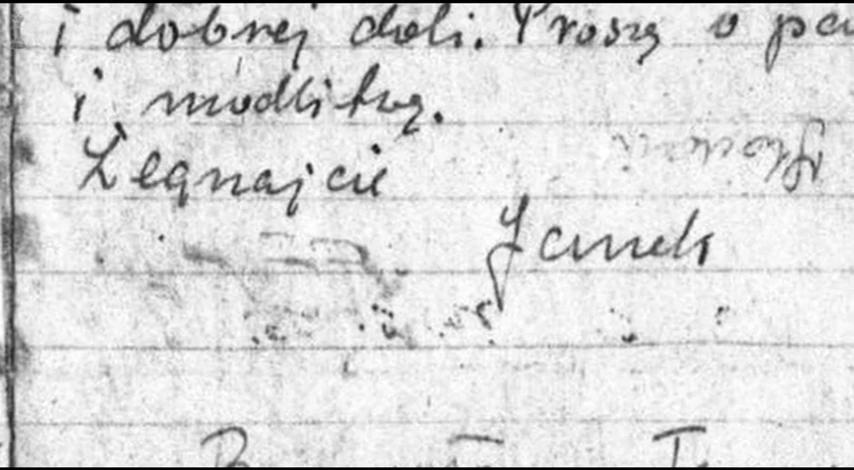 i dobrej doli. Proszę o
i modlitwę.
Żegnajcie
Janek